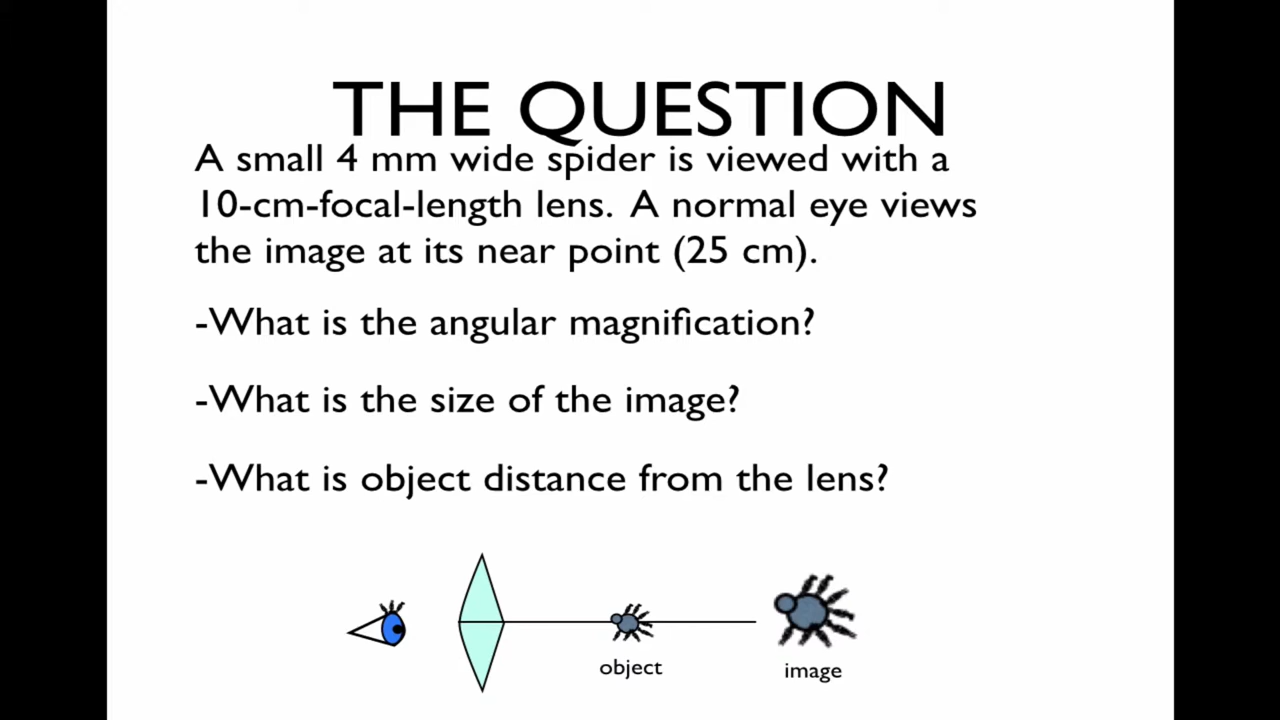 THE QUESTION
A small 4 mm wide spider is viewed with a
10-cm-focal-length lens. A normal eye views
the image at its near point (25 cm).
-What is the angular magnification?
-What is the size of the image?
-What is object distance from the lens?
object
image